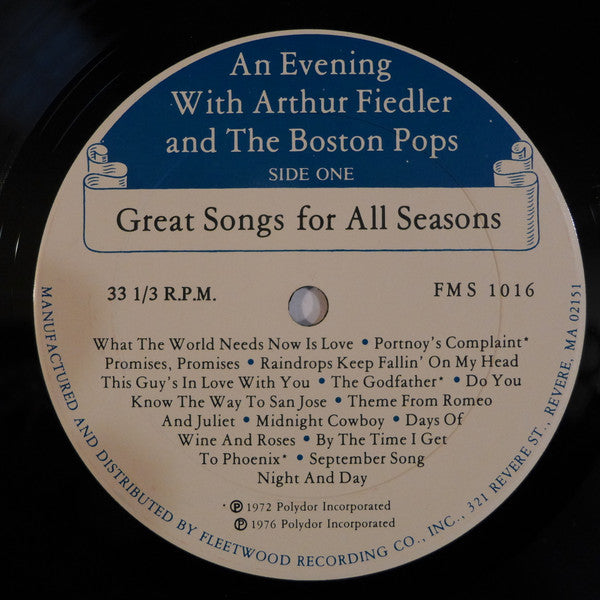 An Evening
With Arthur Fiedler
and The Boston Pops
SIDE ONE
Great Songs for All Seasons
33 1/3 R.P.M.
FMS 1016
What The World Needs Now Is Love • Portnoy's Complaint*
Promises, Promises • Raindrops Keep Fallin' On My Head
This Guy's In Love With You • The Godfather* • Do You
Know The Way To San Jose • Theme From Romeo
And Juliet • Midnight Cowboy • Days Of
Wine And Roses • By The Time I Get
To Phoenix* • September Song
Night And Day
℗ 1972 Polydor Incorporated
℗ 1976 Polydor Incorporated
MANUFACTURED AND DISTRIBUTED BY FLEETWOOD RECORDING CO., INC., 321 REVERE ST., REVERE, MA 02151